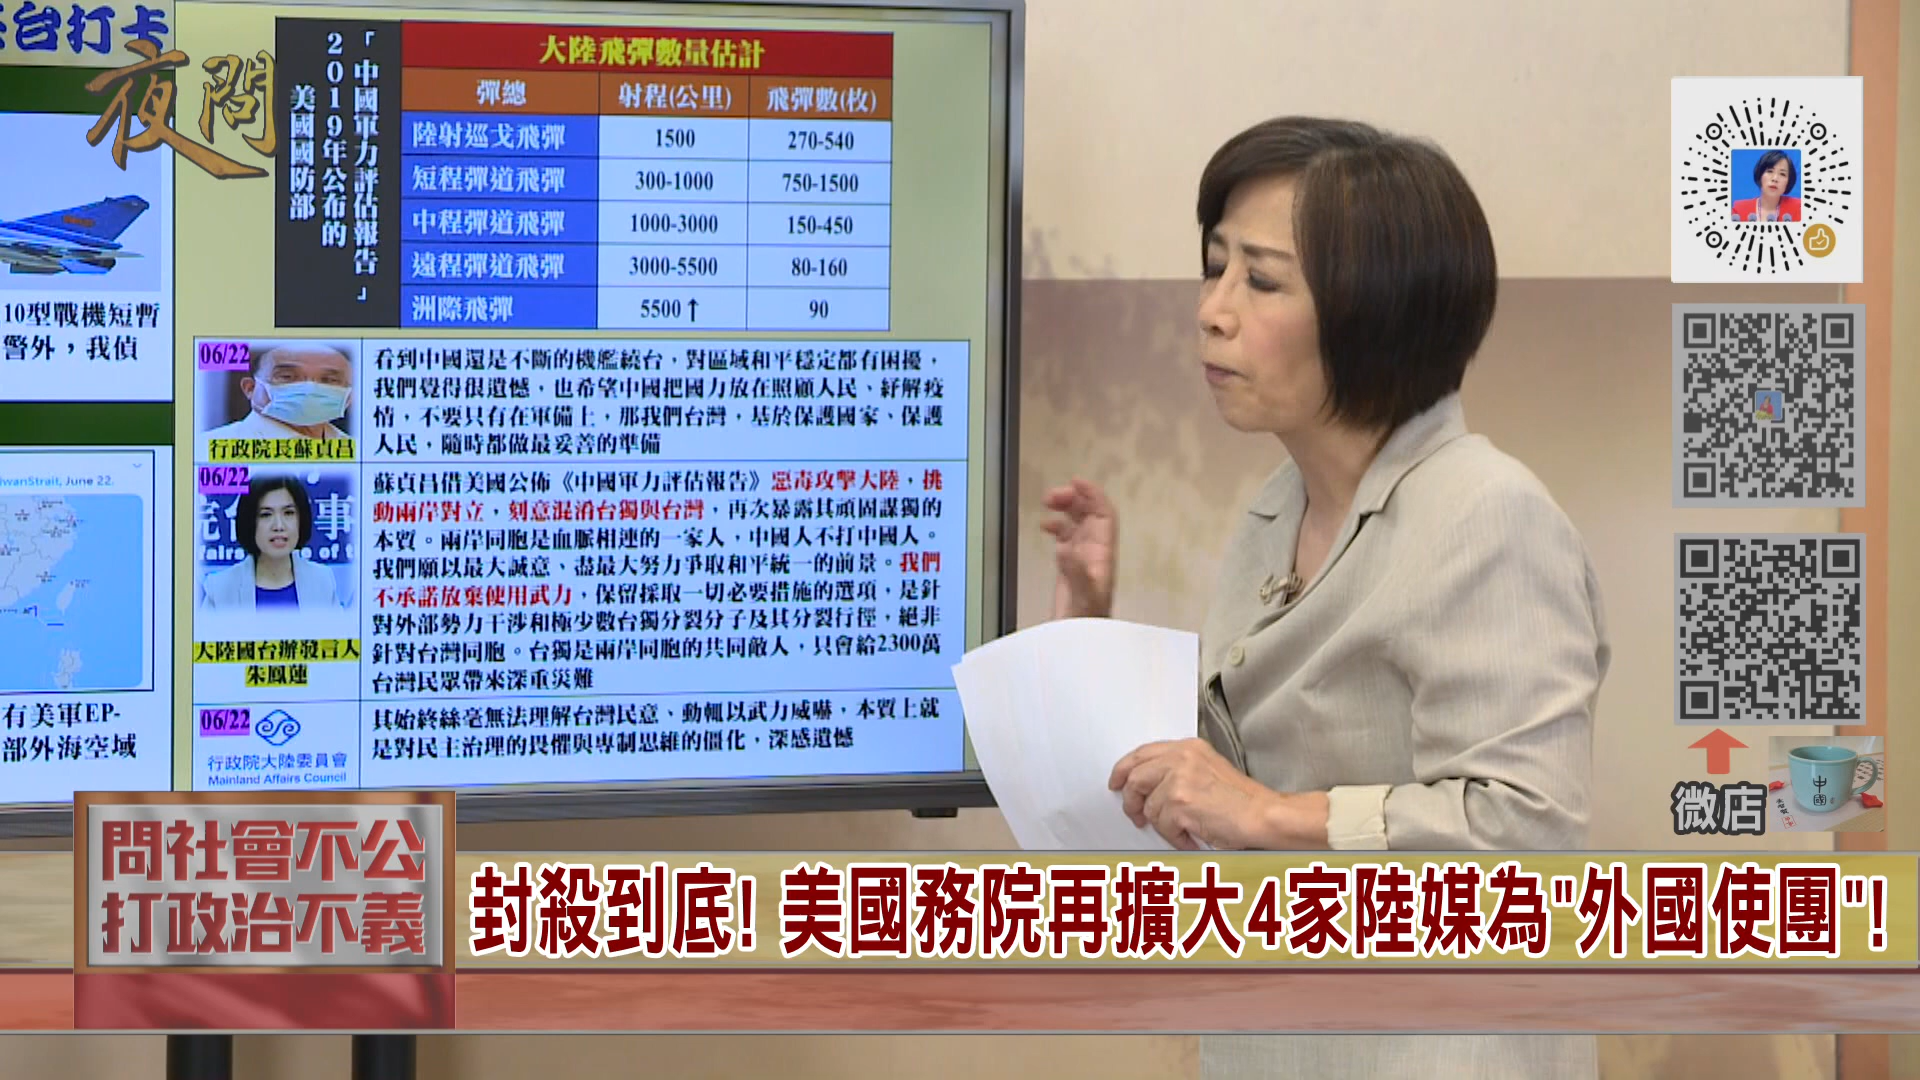 台打卡
夜問
10型戰機短暫
警外，我偵
iwanStrait, June 22.
有美軍EP-
部外海空域
美國國防部
2019年公布的
「中國軍力評估報告」
大陸飛彈數量估計
彈總 射程(公里) 飛彈數(枚)
陸射巡戈飛彈 1500 270-540
短程彈道飛彈 300-1000 750-1500
中程彈道飛彈 1000-3000 150-450
遠程彈道飛彈 3000-5500 80-160
洲際飛彈 5500↑ 90
06/22
行政院長蘇貞昌
看到中國還是不斷的機艦繞台，對區域和平穩定都有困擾，
我們覺得很遺憾，也希望中國把國力放在照顧人民、紓解疫
情，不要只有在軍備上，那我們台灣，基於保護國家、保護
人民，隨時都做最妥善的準備
06/22
大陸國台辦發言人
朱鳳蓮
蘇貞昌借美國公佈《中國軍力評估報告》惡毒攻擊大陸，挑
動兩岸對立，刻意混淆台獨與台灣，再次暴露其頑固謀獨的
本質。兩岸同胞是血脈相連的一家人，中國人不打中國人。
我們願以最大誠意、盡最大努力爭取和平統一的前景。我們
不承諾放棄使用武力，保留採取一切必要措施的選項，是針
對外部勢力干涉和極少數台獨分裂分子及其分裂行徑，絕非
針對台灣同胞。台獨是兩岸同胞的共同敵人，只會給2300萬
台灣民眾帶來深重災難
06/22
行政院大陸委員會
Mainland Affairs Council
其始終絲毫無法理解台灣民意、動輒以武力威嚇，本質上就
是對民主治理的畏懼與專制思維的僵化，深感遺憾
微店
中國
問社會不公
打政治不義
封殺到底! 美國務院再擴大4家陸媒為"外國使團"!